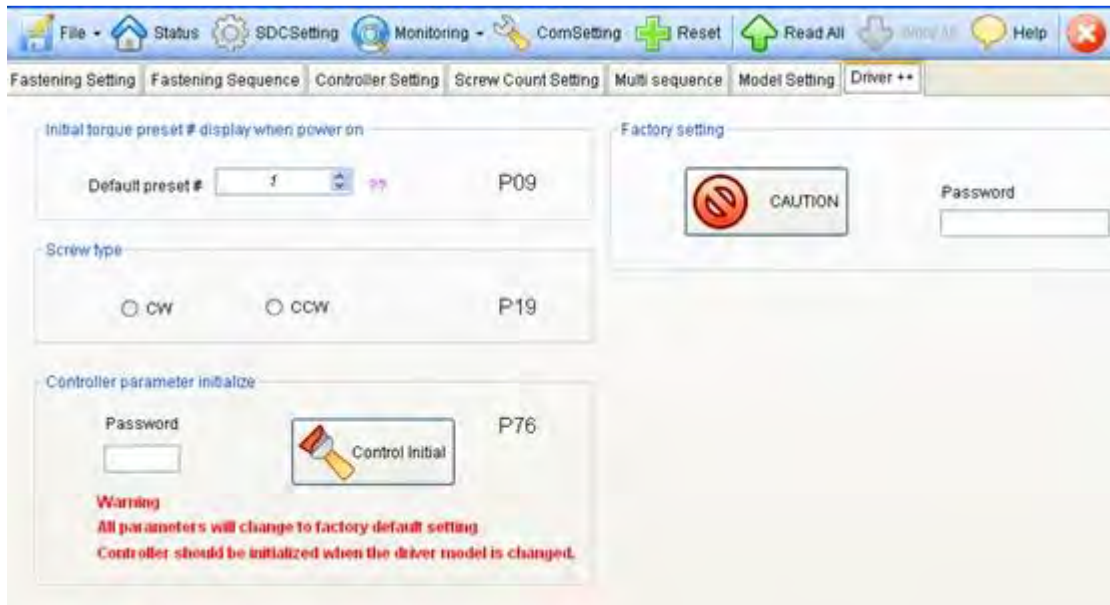 File Status SDCSetting Monitoring ComSetting Reset Read All Help
Fastening Setting Fastening Sequence Controller Setting Screw Count Setting Multi sequence Model Setting Driver ++
Initial torque preset # display when power on
Default preset # 1 ?? P09
Factory setting
CAUTION
Password
Screw type
CW CCW P19
Controller parameter initialize
Password
Control Initial
P76
Warning
All parameters will change to factory default setting
Controller should be initialized when the driver model is changed.